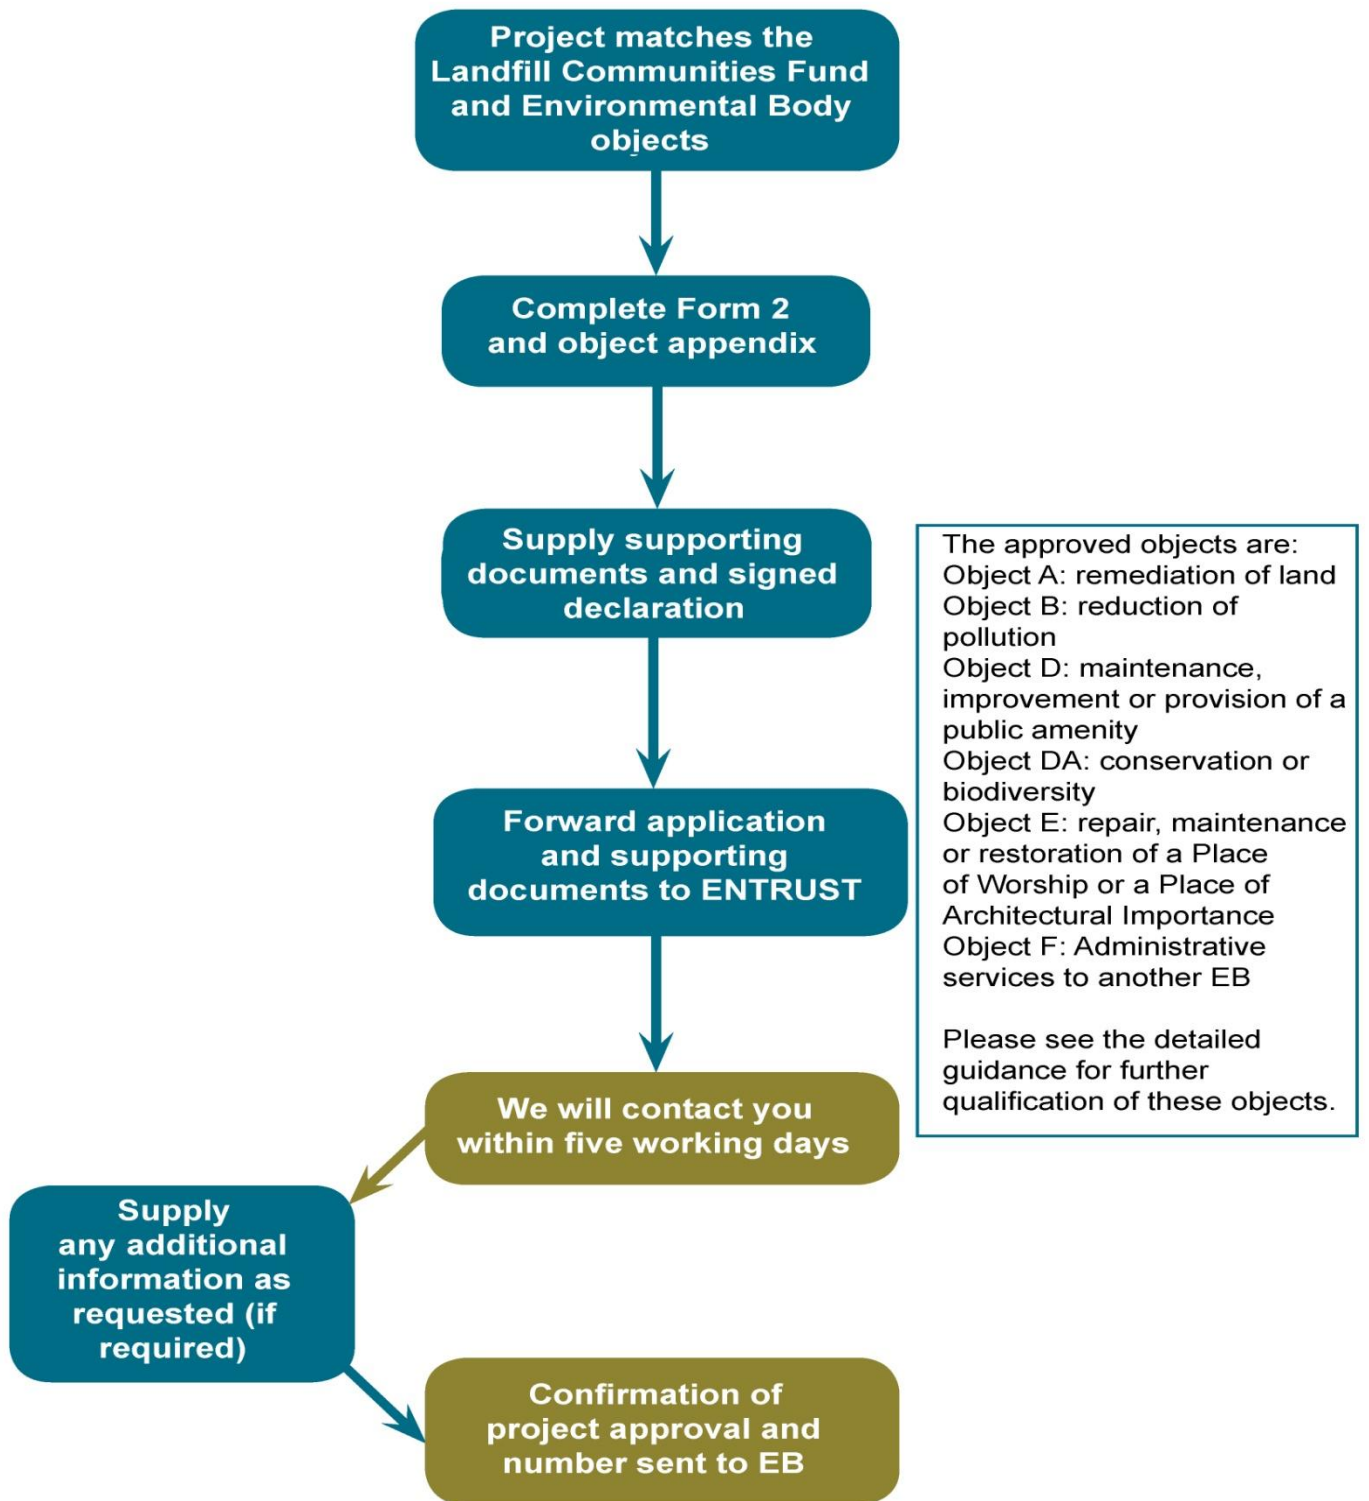 Project matches the
Landfill Communities Fund
and Environmental Body
objects
Complete Form 2
and object appendix
Supply supporting
documents and signed
declaration
Forward application
and supporting
documents to ENTRUST
The approved objects are:
Object A: remediation of land
Object B: reduction of
pollution
Object D: maintenance,
improvement or provision of a
public amenity
Object DA: conservation or
biodiversity
Object E: repair, maintenance
or restoration of a Place
of Worship or a Place of
Architectural Importance
Object F: Administrative
services to another EB
Please see the detailed
guidance for further
qualification of these objects.
We will contact you
within five working days
Supply
any additional
information as
requested (if
required)
Confirmation of
project approval and
number sent to EB